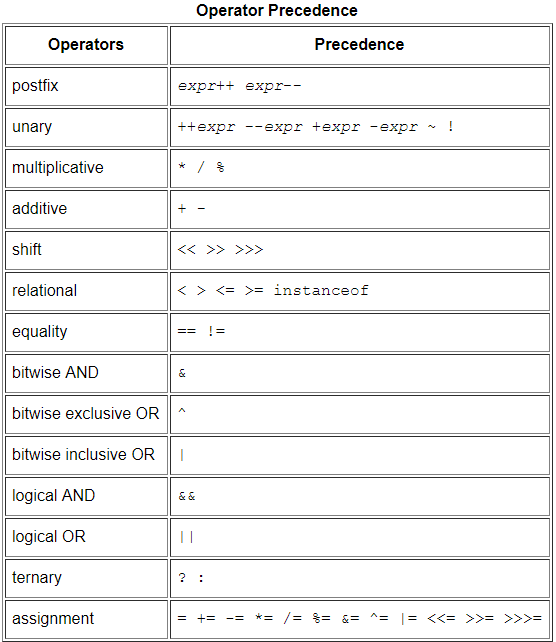 Operator Precedence
Operators Precedence
postfix expr++ expr--
unary ++expr --expr +expr -expr ~ !
multiplicative * / %
additive + -
shift << >> >>>
relational < > <= >= instanceof
equality == !=
bitwise AND &
bitwise exclusive OR ^
bitwise inclusive OR |
logical AND &&
logical OR ||
ternary ? :
assignment = += -= *= /= %= &= ^= |= <<= >>= >>>=